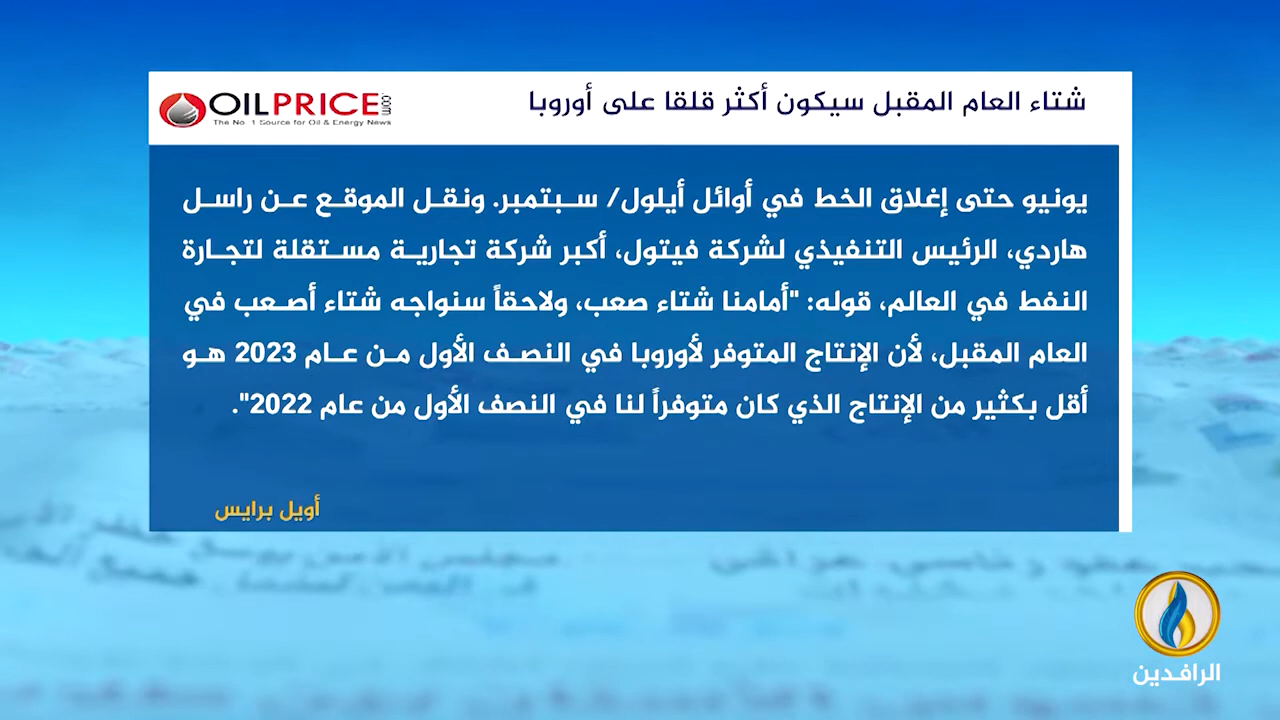 OILPRICE.com
The No. 1 Source for Oil & Energy News
شتاء العام المقبل سيكون أكثر قلقا على أوروبا
يونيو حتى إغلاق الخط في أوائل أيلول/ سبتمبر. ونقل الموقع عن راسل
هاردي، الرئيس التنفيذي لشركة فيتول، أكبر شركة تجارية مستقلة لتجارة
النفط في العالم، قوله: "أمامنا شتاء صعب، ولاحقاً سنواجه شتاء أصعب في
العام المقبل، لأن الإنتاج المتوفر لأوروبا في النصف الأول من عام 2023 هو
أقل بكثير من الإنتاج الذي كان متوفراً لنا في النصف الأول من عام 2022".
أويل برايس
الرافدين